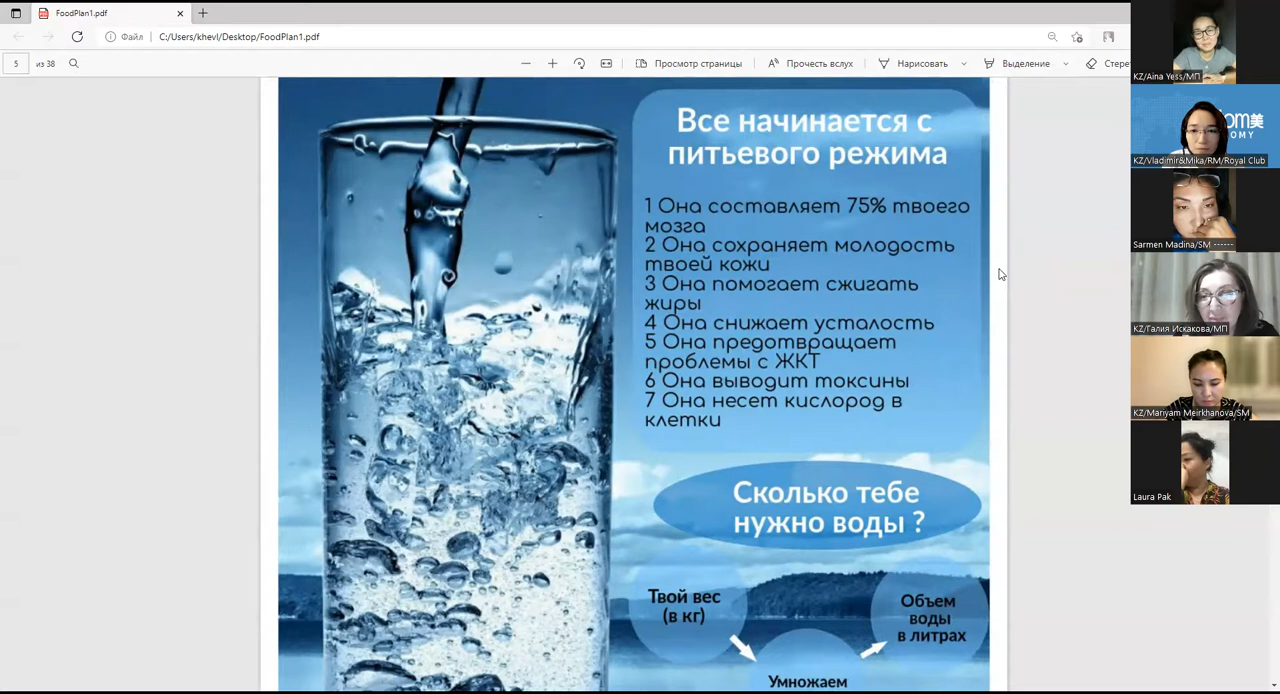 FoodPlan1.pdf
Файл
C:/Users/khevl/Desktop/FoodPlan1.pdf
5
из 38
Просмотр страницы
Прочесть вслух
Нарисовать
Выделение
Стерет
Все начинается с
питьевого режима
1 Она составляет 75% твоего
мозга
2 Она сохраняет молодость
твоей кожи
3 Она помогает сжигать
жиры
4 Она снижает усталость
5 Она предотвращает
проблемы с ЖКТ
6 Она выводит токсины
7 Она несет кислород в
клетки
Сколько тебе
нужно воды ?
Твой вес
(в кг)
Объем
воды
в литрах
Умножаем
KZ/Aina Yess/МП
OMY
KZ/Vladimir&Mika/RM/Royal Club
Sarmen Madina/SM ------
KZ/Галия Искакова/МП
KZ/Mariyam Meirkhanova/SM
Laura Pak